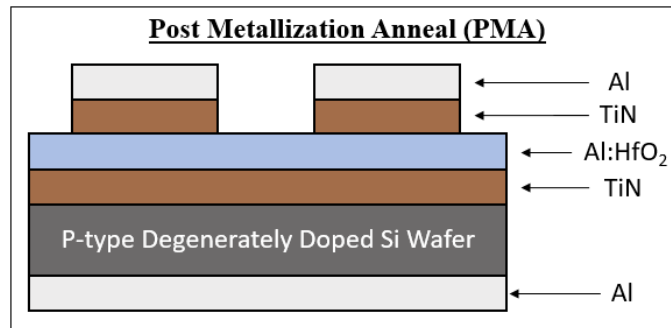 Post Metallization Anneal (PMA)
Al
TiN
Al:HfO₂
TiN
P-type Degenerately Doped Si Wafer
Al